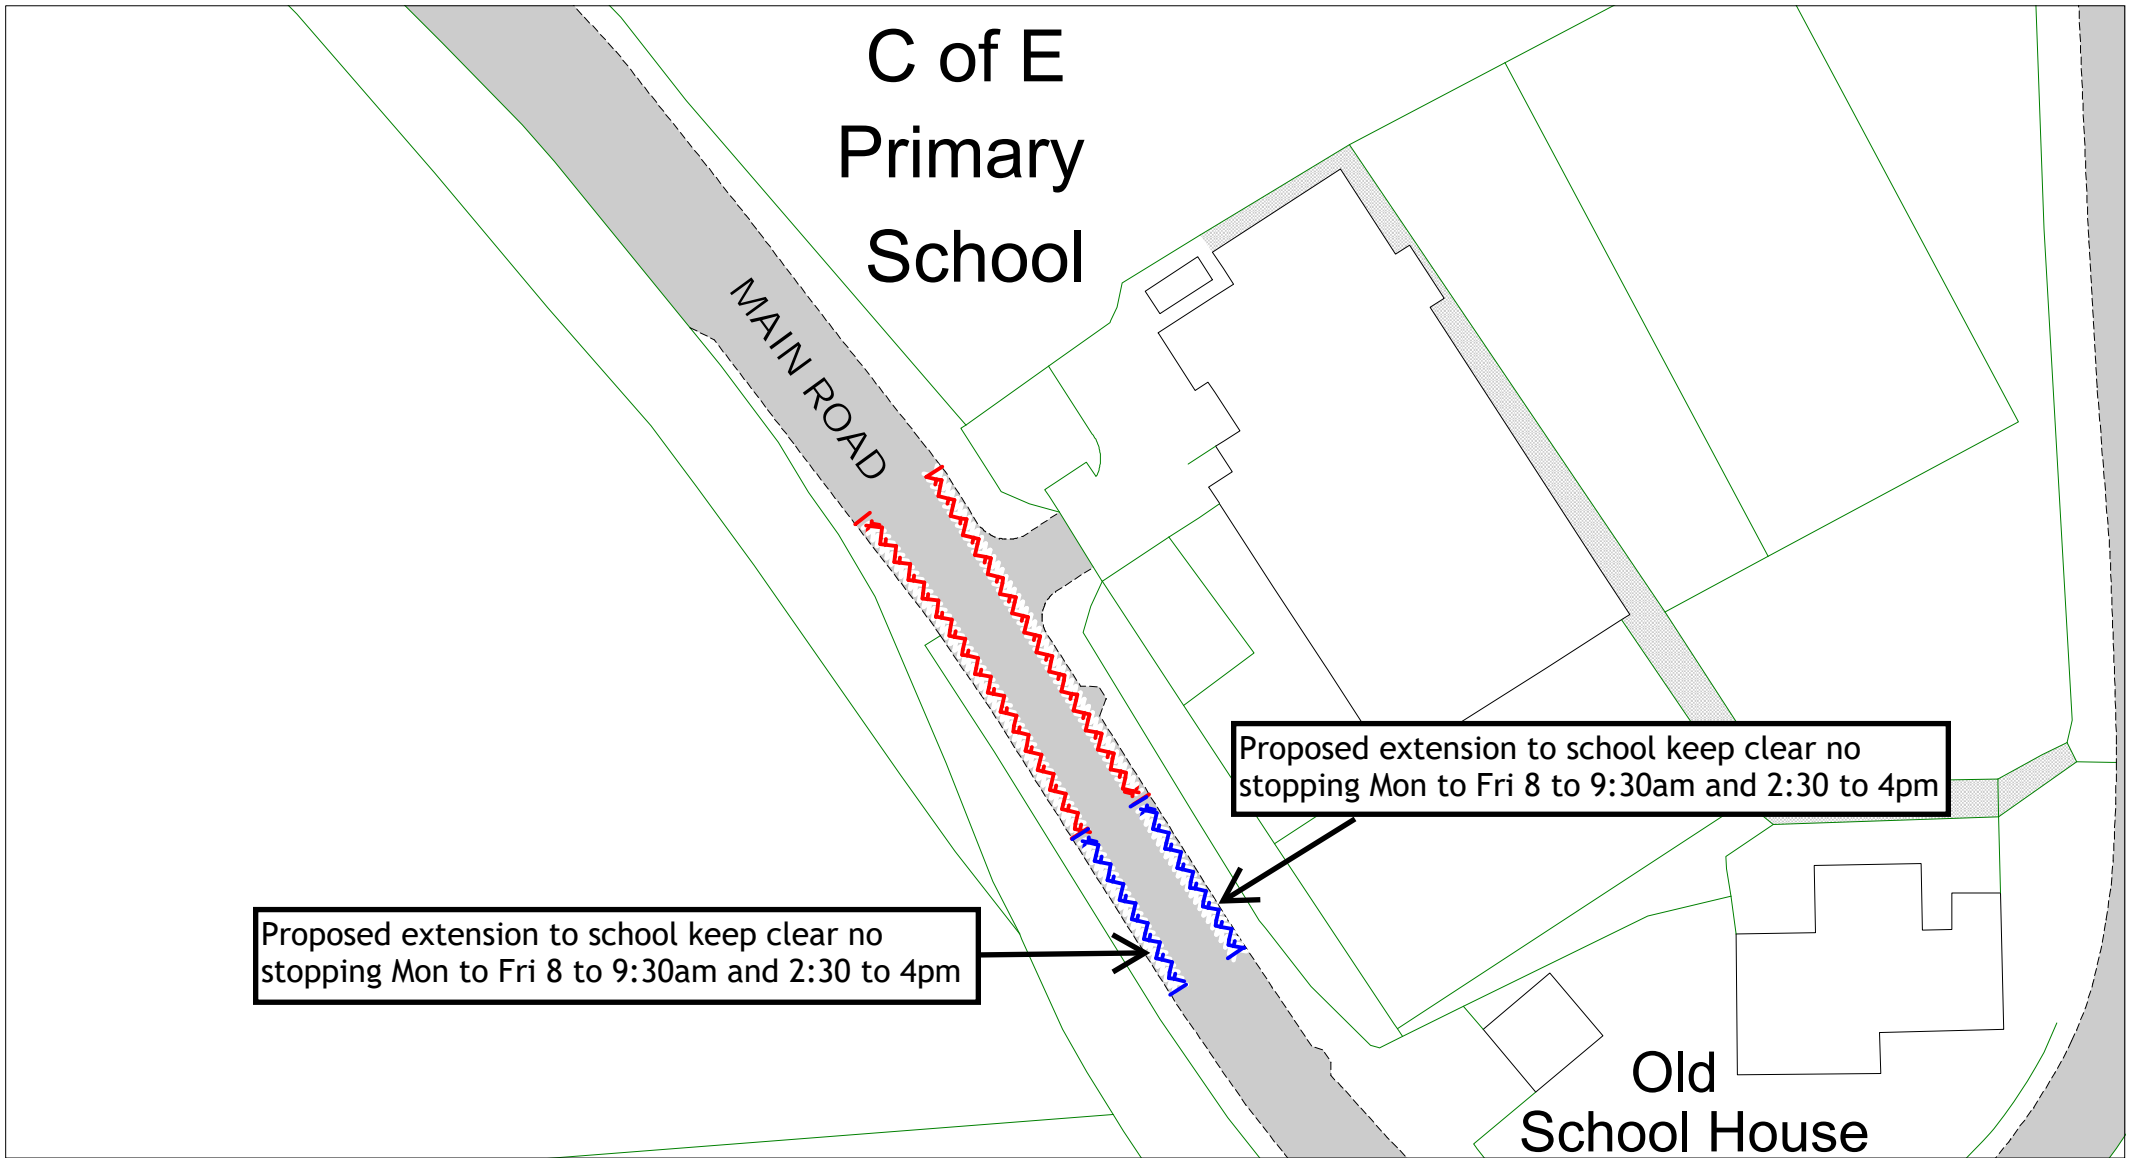 C of E
Primary
School
MAIN ROAD
Proposed extension to school keep clear no
stopping Mon to Fri 8 to 9:30am and 2:30 to 4pm
Proposed extension to school keep clear no
stopping Mon to Fri 8 to 9:30am and 2:30 to 4pm
Old
School House